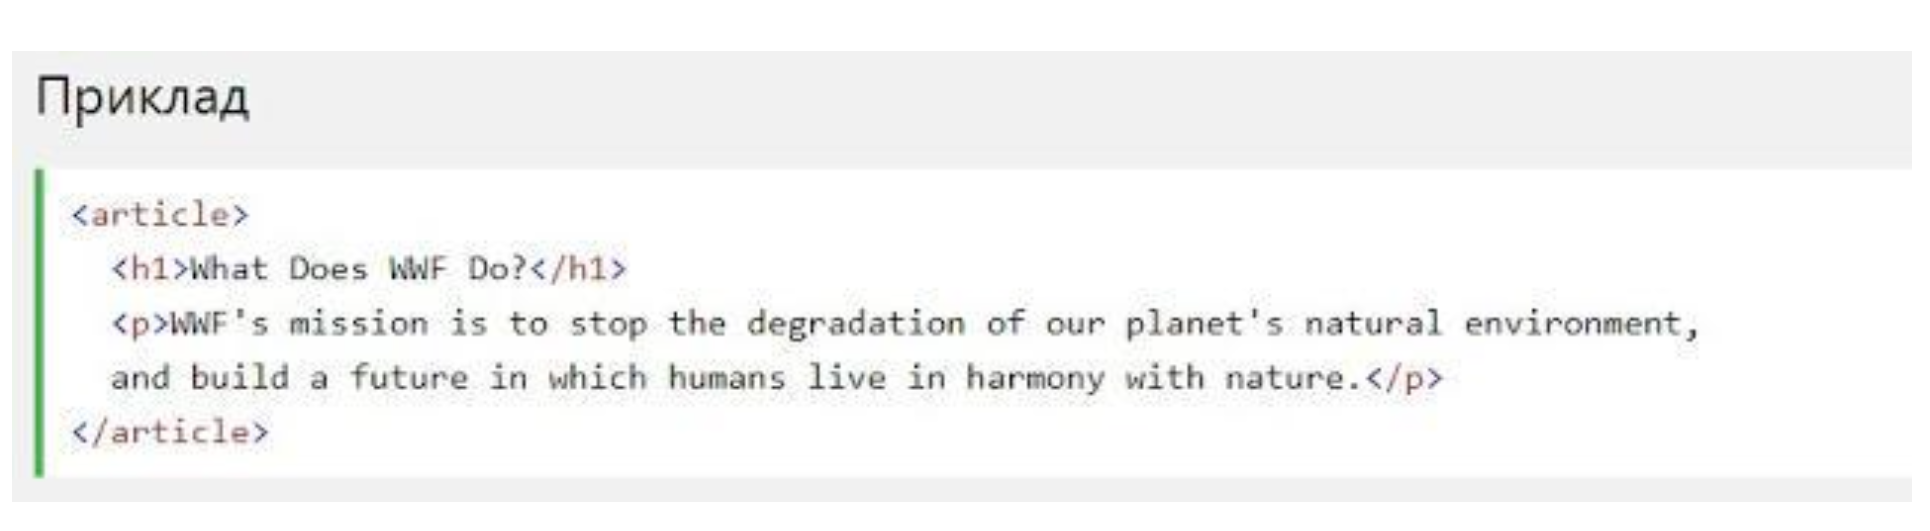 Приклад
<article>
<h1>What Does WWF Do?</h1>
<p>WWF's mission is to stop the degradation of our planet's natural environment,
and build a future in which humans live in harmony with nature.</p>
</article>